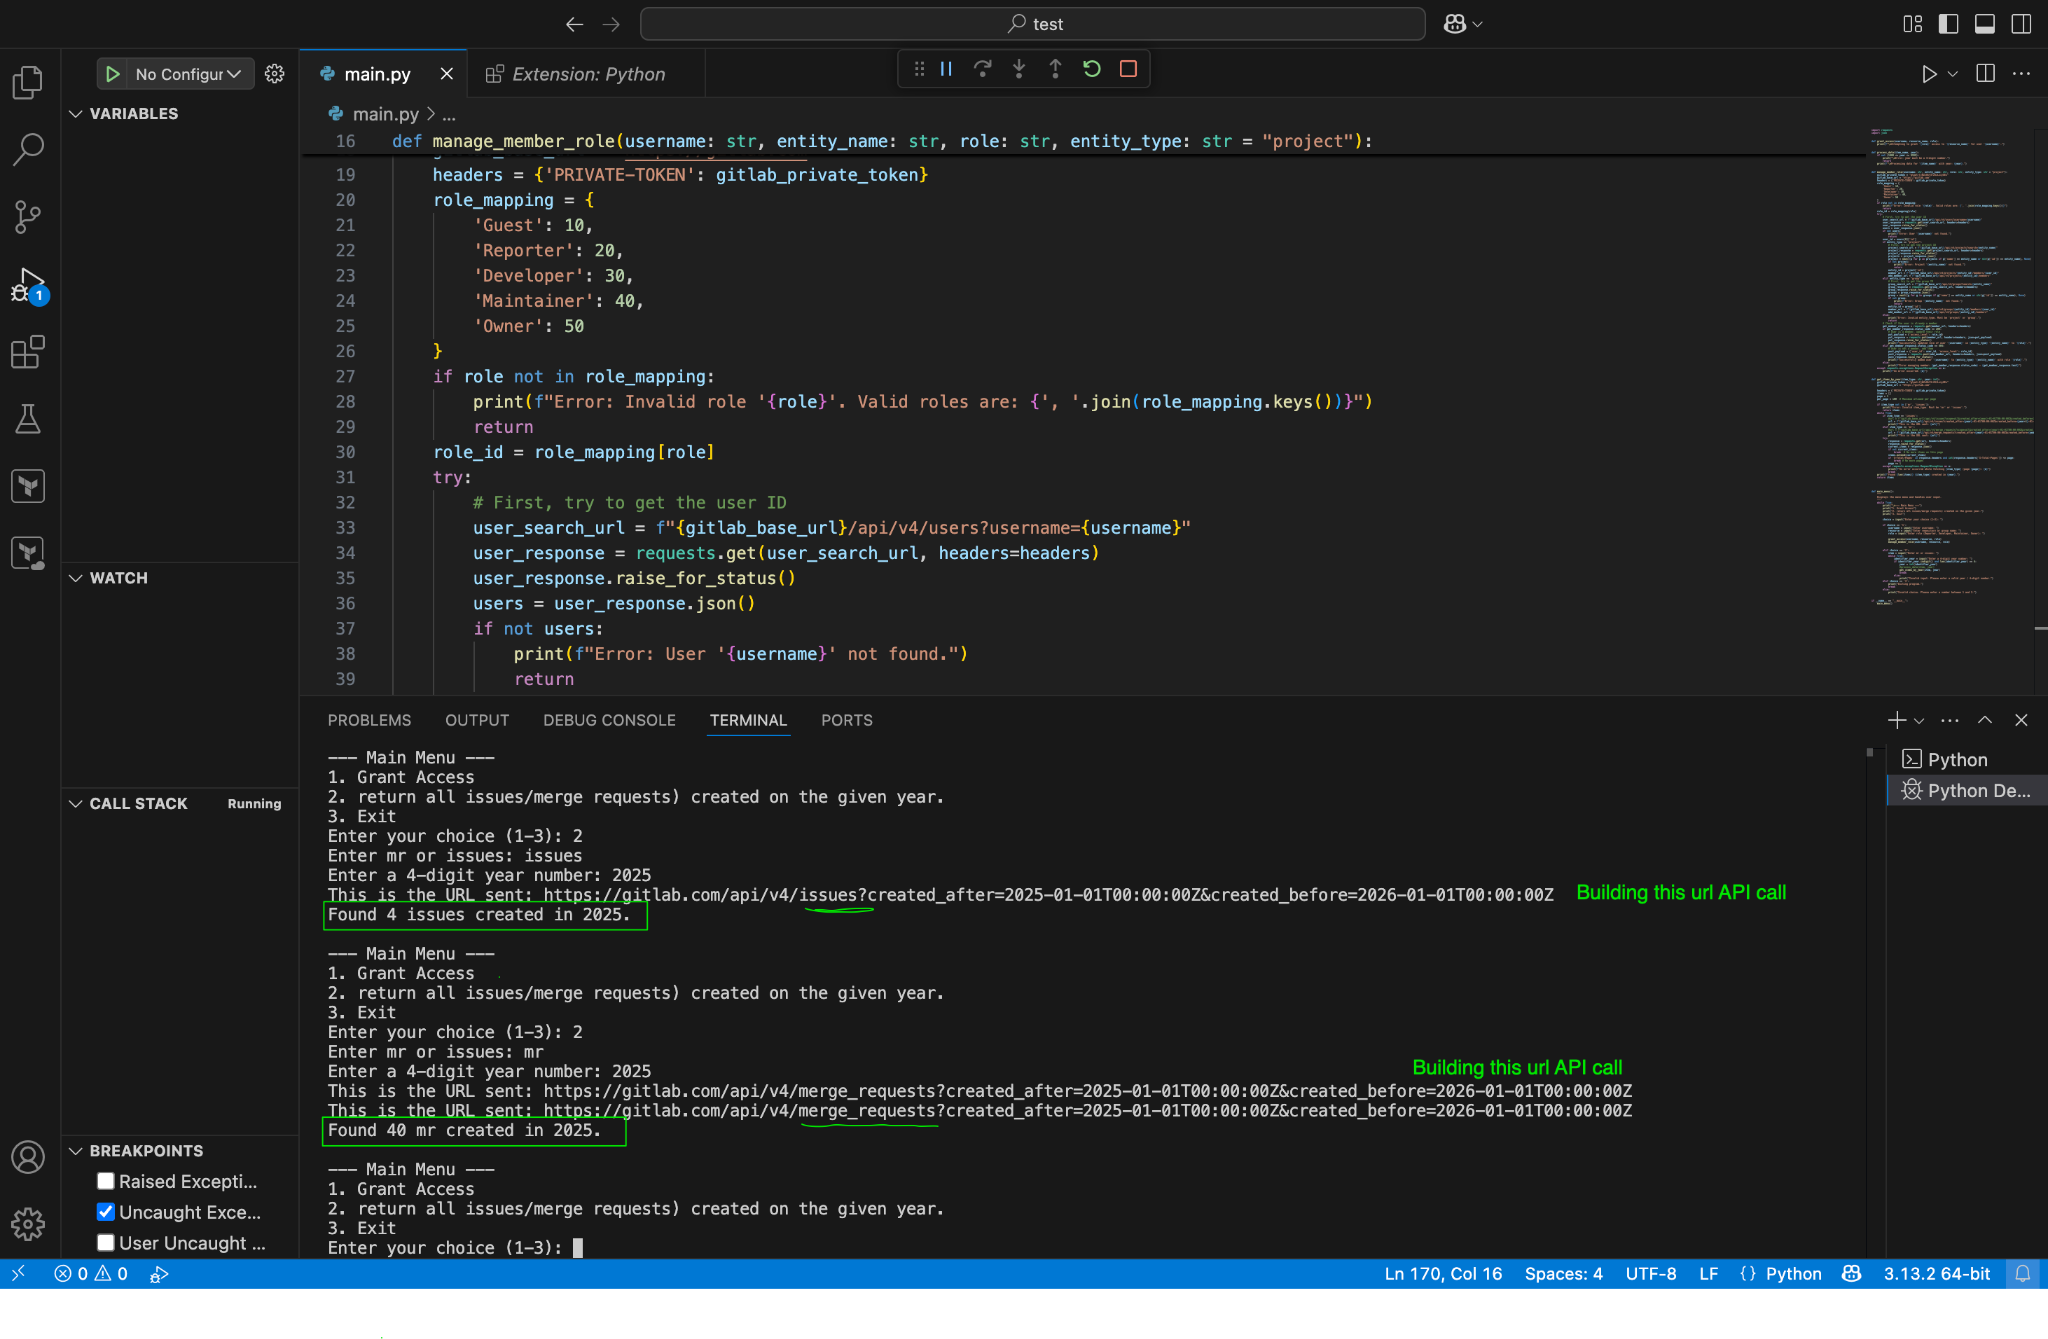 test
No Configur
main.py
Extension: Python
VARIABLES
main.py > ...
16 def manage_member_role(username: str, entity_name: str, role: str, entity_type: str = "project"):
19 headers = {'PRIVATE-TOKEN': gitlab_private_token}
20 role_mapping = {
21 'Guest': 10,
22 'Reporter': 20,
23 'Developer': 30,
24 'Maintainer': 40,
25 'Owner': 50
26 }
27 if role not in role_mapping:
28 print(f"Error: Invalid role '{role}'. Valid roles are: {', '.join(role_mapping.keys())}")
29 return
30 role_id = role_mapping[role]
31 try:
32 # First, try to get the user ID
33 user_search_url = f"{gitlab_base_url}/api/v4/users?username={username}"
34 user_response = requests.get(user_search_url, headers=headers)
35 user_response.raise_for_status()
36 users = user_response.json()
37 if not users:
38 print(f"Error: User '{username}' not found.")
39 return
WATCH
CALL STACK Running
BREAKPOINTS
Raised Excepti...
Uncaught Exce...
User Uncaught ...
1
PROBLEMS OUTPUT DEBUG CONSOLE TERMINAL PORTS
Python
Python De...
--- Main Menu ---
1. Grant Access
2. return all issues/merge requests) created on the given year.
3. Exit
Enter your choice (1-3): 2
Enter mr or issues: issues
Enter a 4-digit year number: 2025
This is the URL sent: https://gitlab.com/api/v4/issues?created_after=2025-01-01T00:00:00Z&created_before=2026-01-01T00:00:00Z
Building this url API call
Found 4 issues created in 2025.
--- Main Menu ---
1. Grant Access
2. return all issues/merge requests) created on the given year.
3. Exit
Enter your choice (1-3): 2
Enter mr or issues: mr
Enter a 4-digit year number: 2025
Building this url API call
This is the URL sent: https://gitlab.com/api/v4/merge_requests?created_after=2025-01-01T00:00:00Z&created_before=2026-01-01T00:00:00Z
This is the URL sent: https://gitlab.com/api/v4/merge_requests?created_after=2025-01-01T00:00:00Z&created_before=2026-01-01T00:00:00Z
Found 40 mr created in 2025.
--- Main Menu ---
1. Grant Access
2. return all issues/merge requests) created on the given year.
3. Exit
Enter your choice (1-3):
0 0
Ln 170, Col 16 Spaces: 4 UTF-8 LF {} Python 3.13.2 64-bit